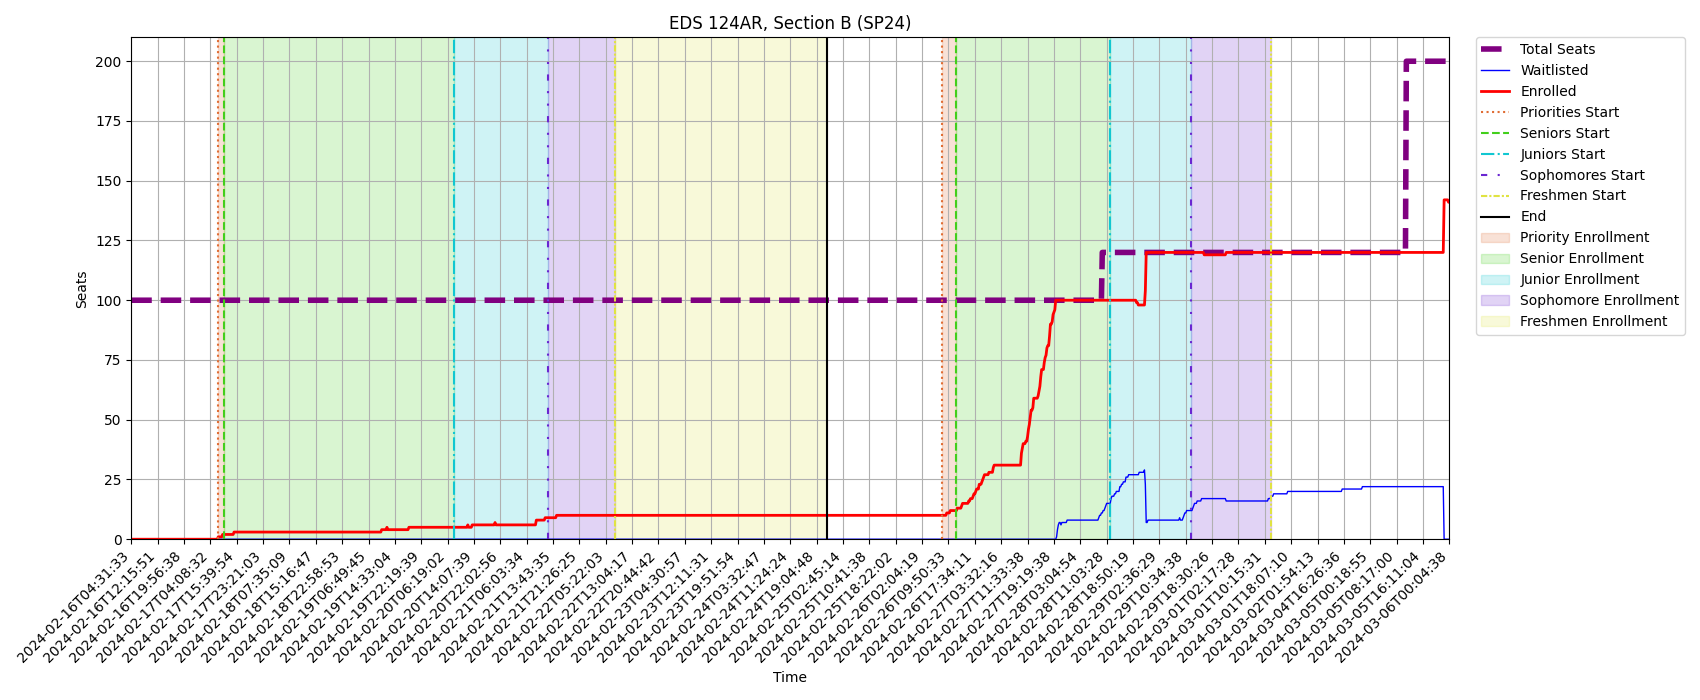 EDS 124AR, Section B (SP24)
Seats
200
175
150
125
100
75
50
25
0
2024-02-16T04:31:33
2024-02-16T12:15:51
2024-02-16T19:56:38
2024-02-17T04:08:32
2024-02-17T15:39:54
2024-02-17T23:21:03
2024-02-18T07:35:09
2024-02-18T15:16:47
2024-02-18T22:58:53
2024-02-19T06:49:45
2024-02-19T14:33:04
2024-02-19T22:19:39
2024-02-20T06:19:02
2024-02-20T14:07:39
2024-02-20T22:02:56
2024-02-21T06:03:34
2024-02-21T13:43:35
2024-02-21T21:26:25
2024-02-22T05:22:03
2024-02-22T13:04:17
2024-02-22T20:44:42
2024-02-23T04:30:57
2024-02-23T12:11:31
2024-02-23T19:51:54
2024-02-24T03:32:47
2024-02-24T11:24:24
2024-02-24T19:04:48
2024-02-25T02:45:14
2024-02-25T10:41:38
2024-02-25T18:22:02
2024-02-26T02:04:19
2024-02-26T09:50:33
2024-02-26T17:34:11
2024-02-27T03:32:16
2024-02-27T11:33:38
2024-02-27T19:19:38
2024-02-28T03:04:54
2024-02-28T11:03:28
2024-02-28T18:50:19
2024-02-29T02:36:29
2024-02-29T10:34:38
2024-02-29T18:30:26
2024-03-01T02:17:28
2024-03-01T10:15:31
2024-03-01T18:07:10
2024-03-02T01:54:13
2024-03-04T16:26:36
2024-03-05T00:18:55
2024-03-05T08:17:00
2024-03-05T16:11:04
2024-03-06T00:04:38
Time
Total Seats
Waitlisted
Enrolled
Priorities Start
Seniors Start
Juniors Start
Sophomores Start
Freshmen Start
End
Priority Enrollment
Senior Enrollment
Junior Enrollment
Sophomore Enrollment
Freshmen Enrollment